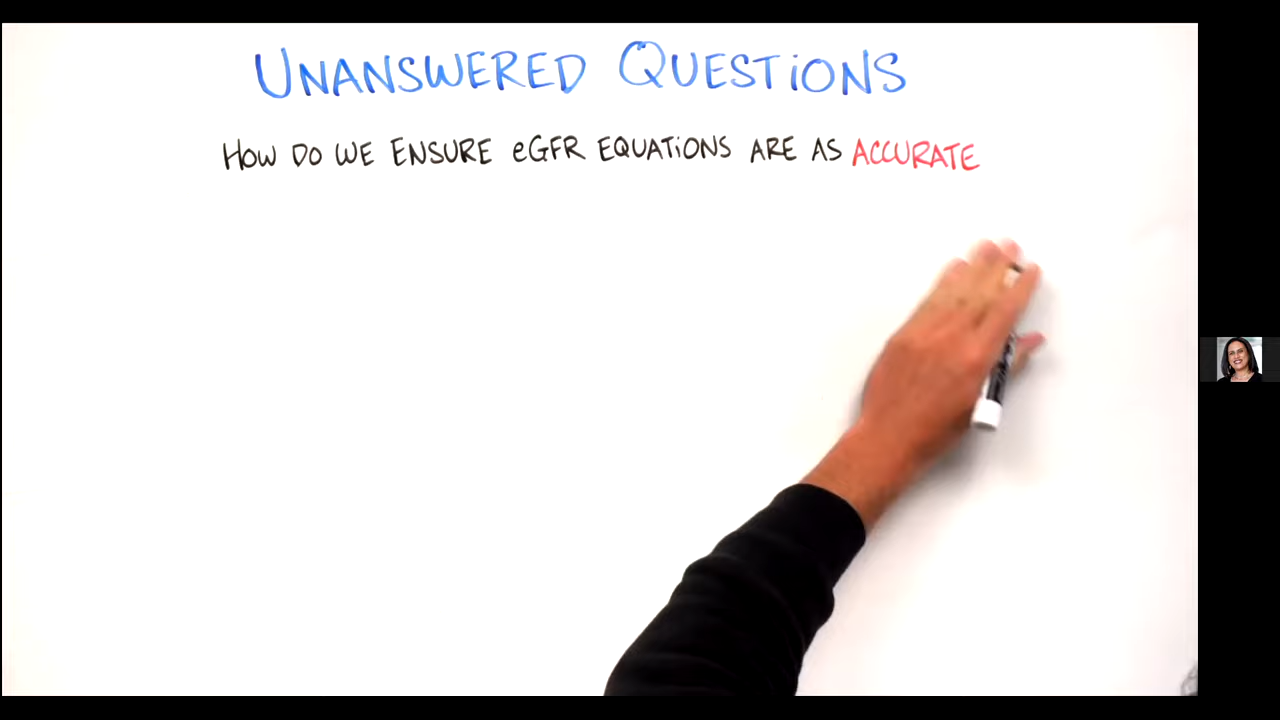 UNANSWERED QUESTIONS
HOW DO WE ENSURE eGFR EQUATIONS ARE AS ACCURATE